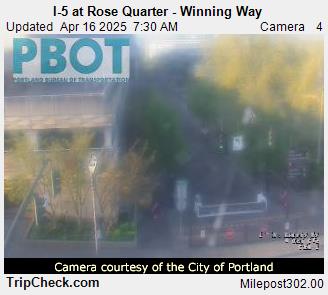 I-5 at Rose Quarter - Winning Way
Updated Apr 16 2025 7:30 AM Camera 4
PBOT
PORTLAND BUREAU OF TRANSPORTATION
Camera courtesy of the City of Portland
TripCheck.com Milepost302.00